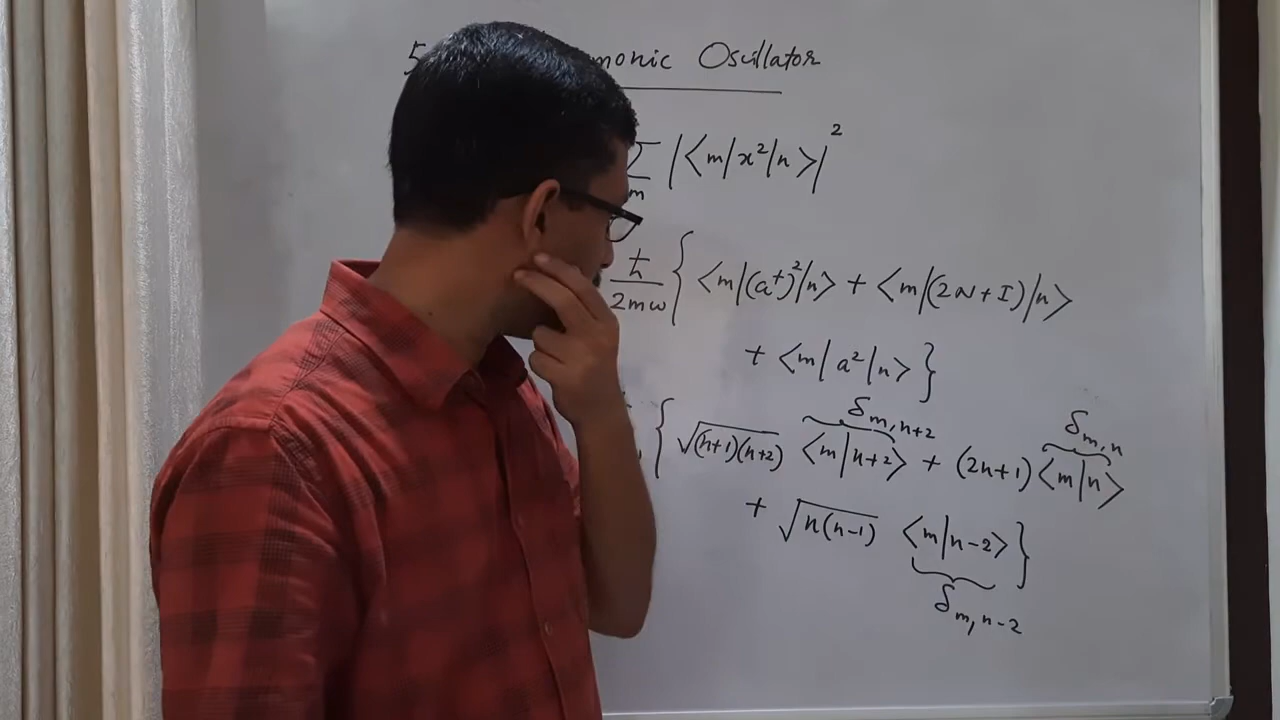 5 monic Oscillator
∑ₘ |⟨m|x²|n⟩|²
ħ/2mω { ⟨m|(a†)²|n⟩ + ⟨m|(2N+I)|n⟩
+ ⟨m|a²|n⟩ }
δm,n+2 δm,n
{ √(n+1)(n+2) ⟨m|n+2⟩ + (2n+1) ⟨m|n⟩
+ √n(n-1) ⟨m|n-2⟩ }
δm,n-2